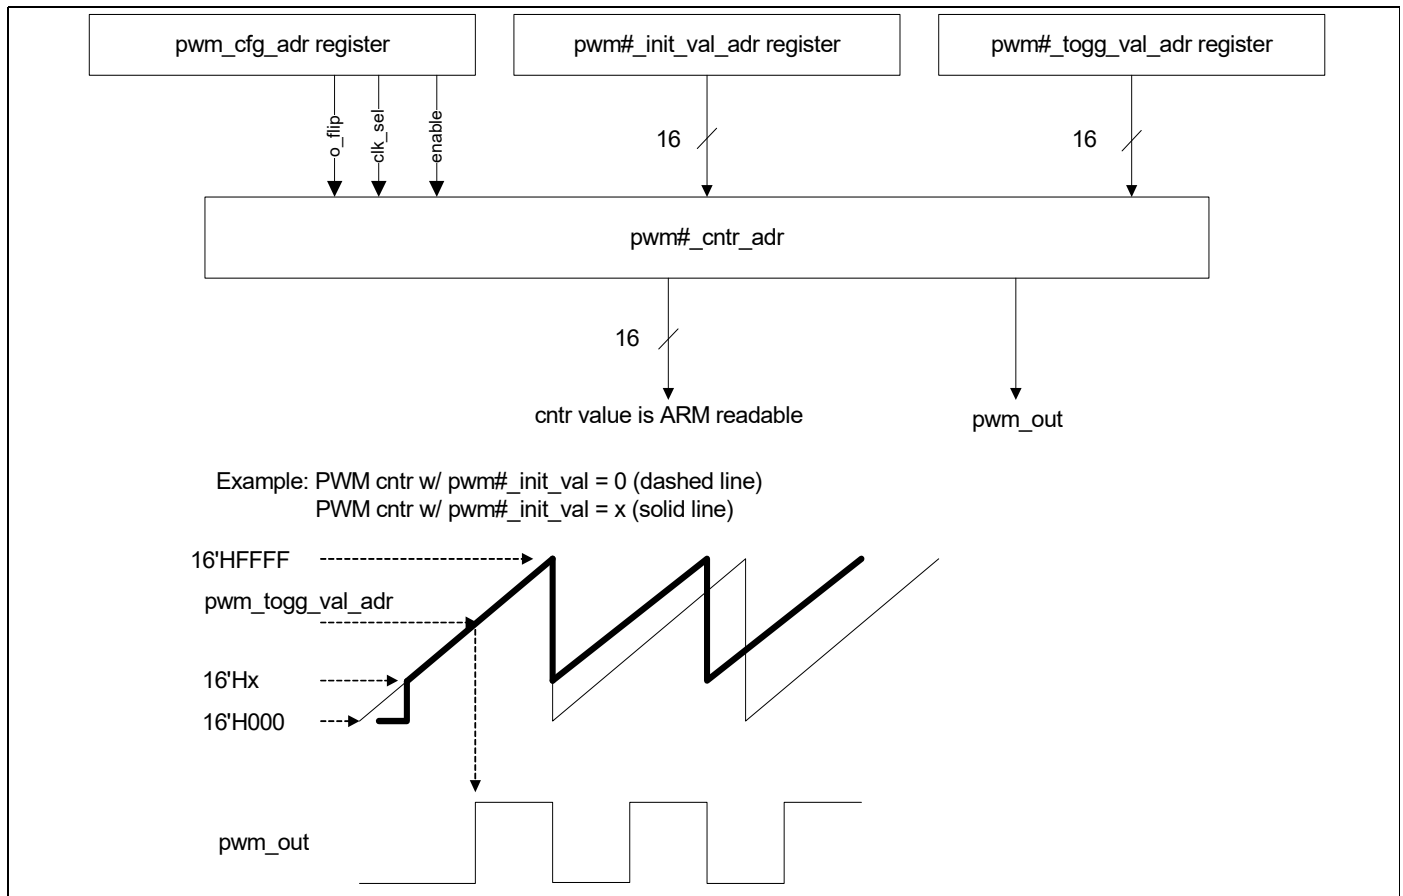 pwm_cfg_adr register
pwm#_init_val_adr register
pwm#_togg_val_adr register
o_flip
clk_sel
enable
16
16
pwm#_cntr_adr
16
cntr value is ARM readable
pwm_out
Example: PWM cntr w/ pwm#_init_val = 0 (dashed line)
PWM cntr w/ pwm#_init_val = x (solid line)
16'HFFFF
pwm_togg_val_adr
16'Hx
16'H000
pwm_out